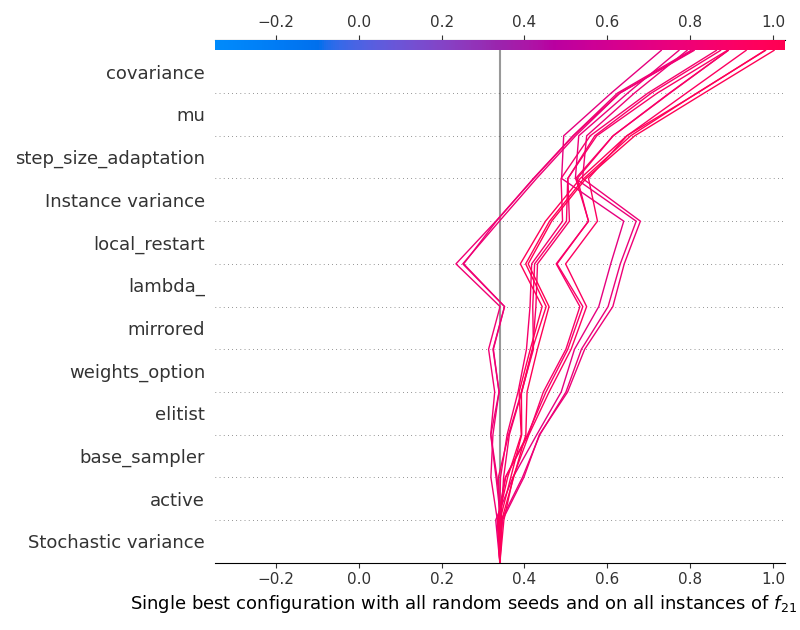 −0.2 0.0 0.2 0.4 0.6 0.8 1.0
covariance
mu
step_size_adaptation
Instance variance
local_restart
lambda_
mirrored
weights_option
elitist
base_sampler
active
Stochastic variance
−0.2 0.0 0.2 0.4 0.6 0.8 1.0
Single best configuration with all random seeds and on all instances of f21